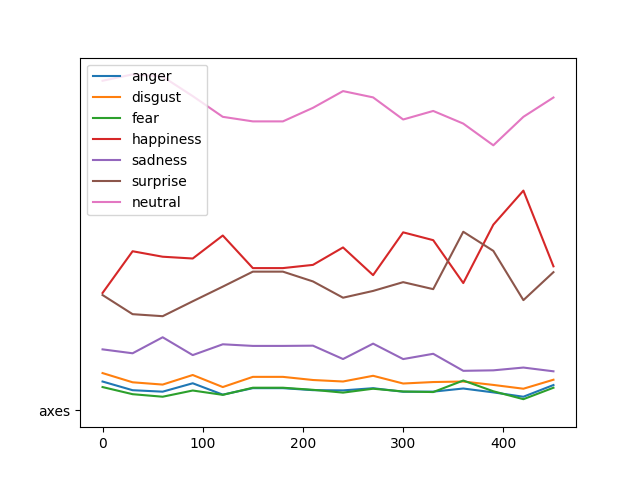 anger
disgust
fear
happiness
sadness
surprise
neutral
axes
0 100 200 300 400